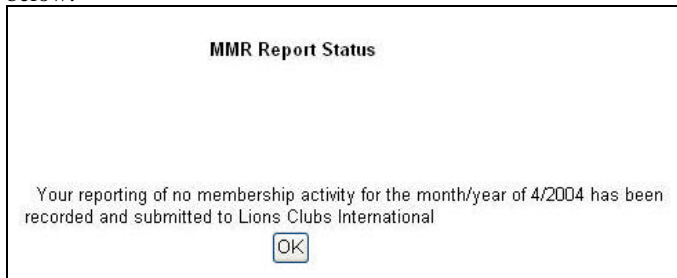 MMR Report Status
Your reporting of no membership activity for the month/year of 4/2004 has been
recorded and submitted to Lions Clubs International
OK